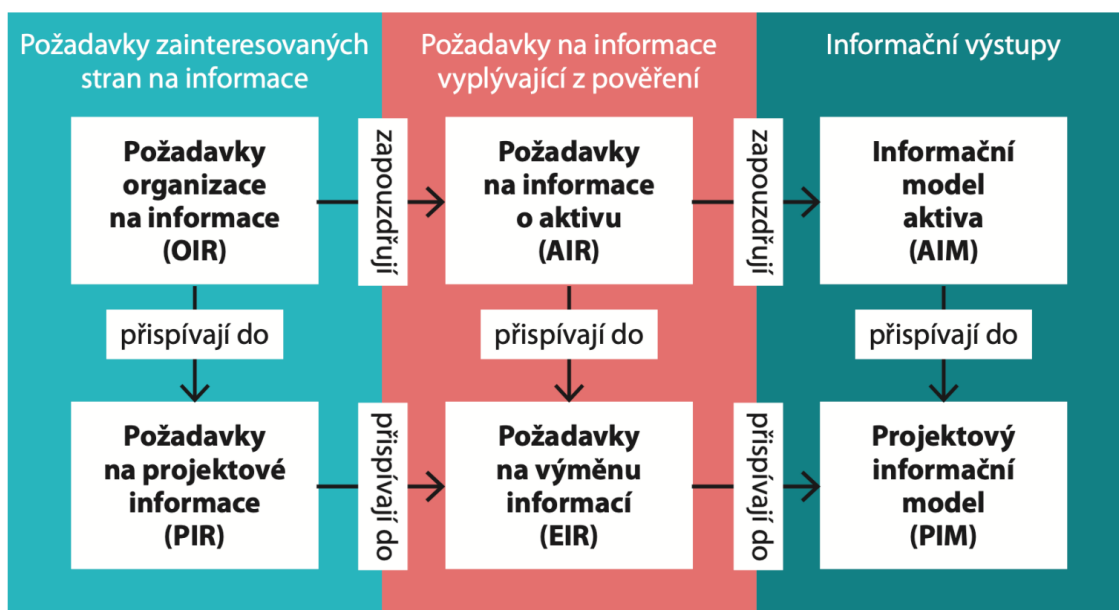 Požadavky zainteresovaných
stran na informace
Požadavky na informace
vyplývající z pověření
Informační výstupy
Požadavky
organizace
na informace
(OIR)
zapouzdřují
Požadavky
na informace
o aktivu
(AIR)
zapouzdřují
Informační
model
aktiva
(AIM)
přispívají do
přispívají do
přispívají do
Požadavky
na projektové
informace
(PIR)
přispívají do
Požadavky
na výměnu
informací
(EIR)
přispívají do
Projektový
informační
model
(PIM)